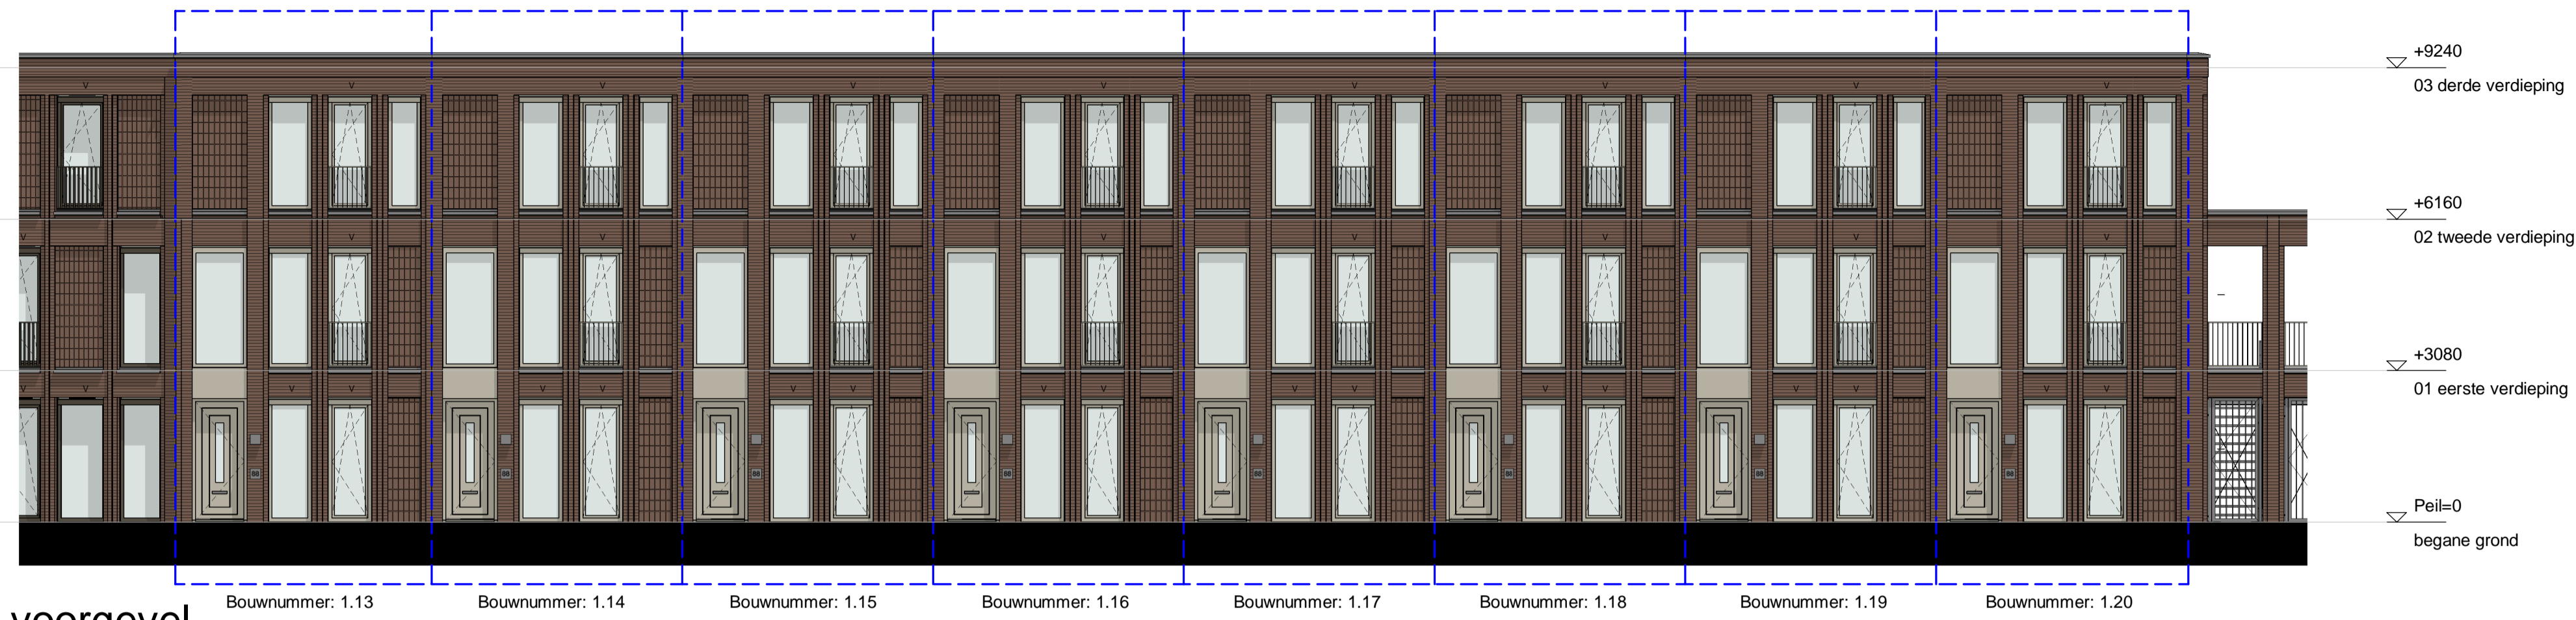 +9240
03 derde verdieping
+6160
02 tweede verdieping
+3080
01 eerste verdieping
Peil=0
begane grond
Bouwnummer: 1.13
Bouwnummer: 1.14
Bouwnummer: 1.15
Bouwnummer: 1.16
Bouwnummer: 1.17
Bouwnummer: 1.18
Bouwnummer: 1.19
Bouwnummer: 1.20
voorgevel